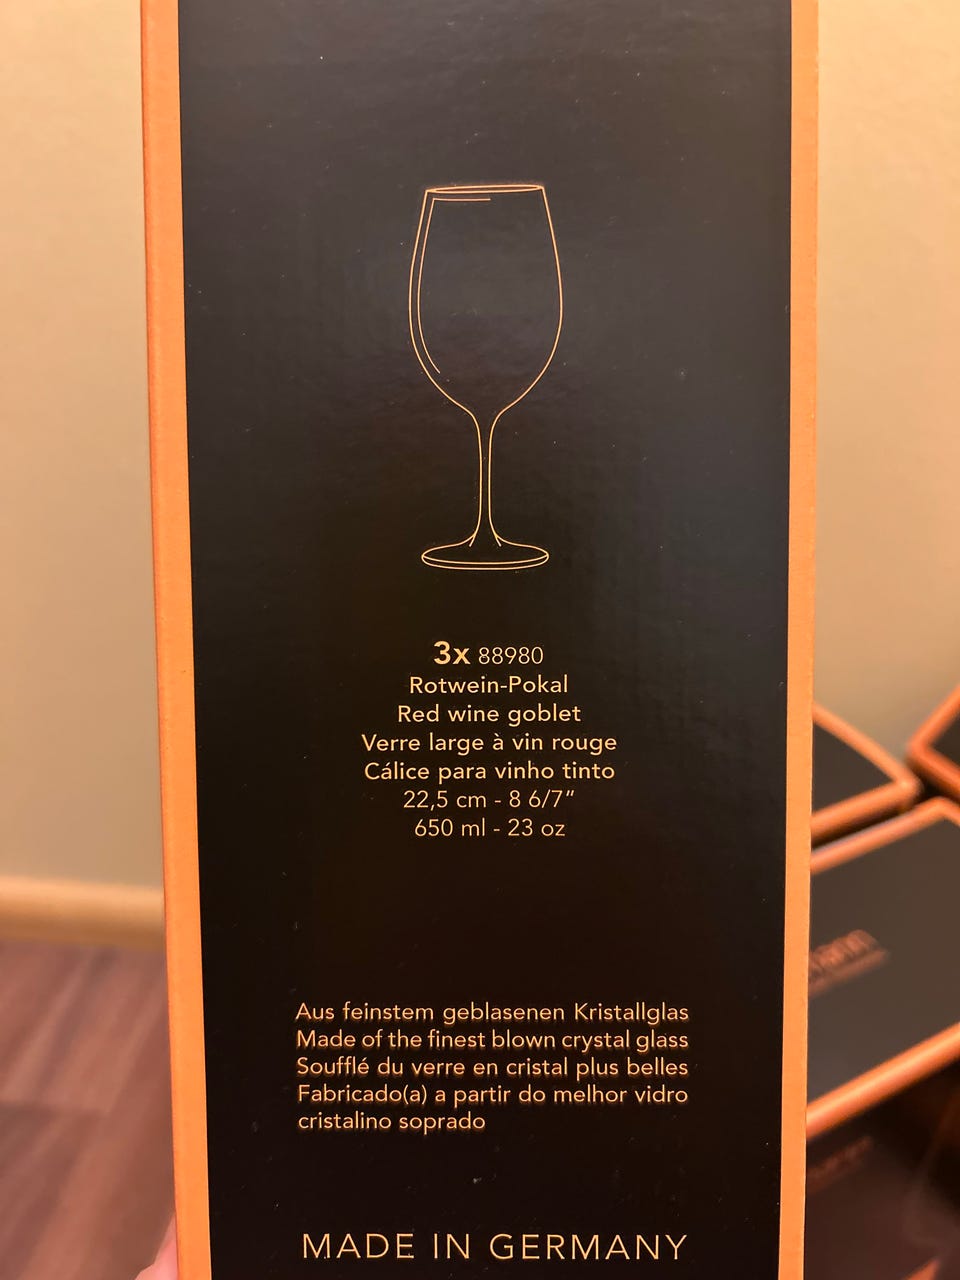 3x 88980
Rotwein-Pokal
Red wine goblet
Verre large à vin rouge
Cálice para vinho tinto
22,5 cm - 8 6/7”
650 ml - 23 oz
Aus feinstem geblasenen Kristallglas
Made of the finest blown crystal glass
Soufflé du verre en cristal plus belles
Fabricado(a) a partir do melhor vidro
cristalino soprado
MADE IN GERMANY